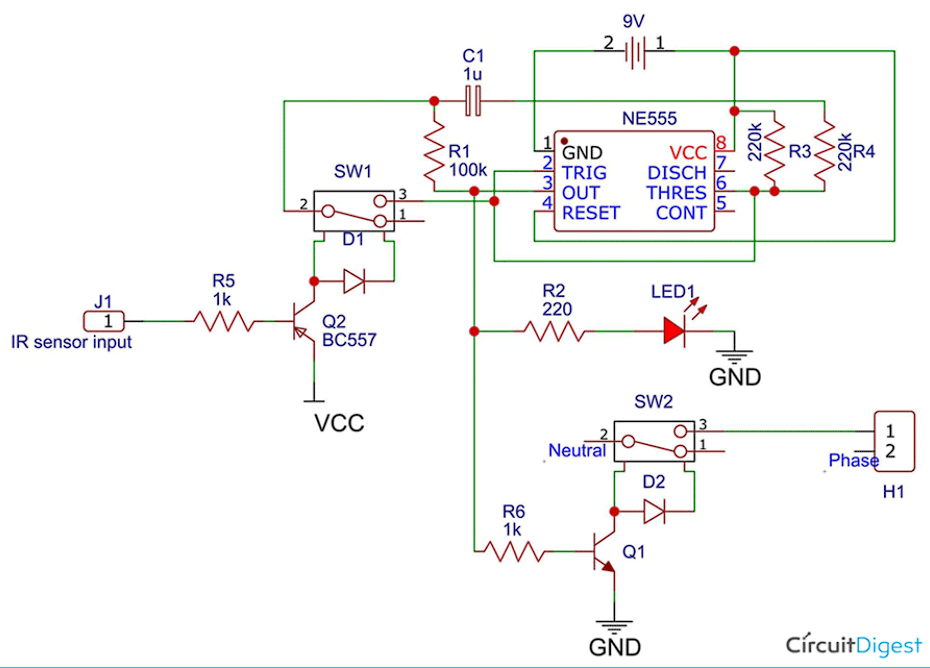 9V
2
1
C1
1u
NE555
1
GND
2
TRIG
3
OUT
4
RESET
VCC
8
DISCH
7
THRES
6
CONT
5
220k
R3
220k
R4
R1
100k
SW1
2
3
1
D1
R5
1k
J1
1
IR sensor input
Q2
BC557
VCC
R2
220
LED1
GND
SW2
2
3
1
Neutral
D2
1
2
Phase
H1
R6
1k
Q1
GND
CircuitDigest